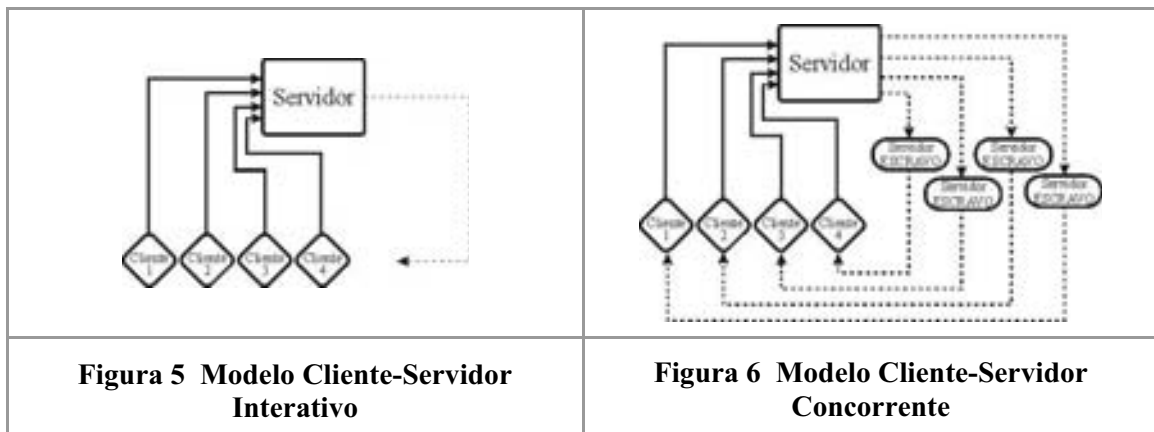 Servidor
Cliente
1
Cliente
2
Cliente
3
Cliente
4
Figura 5 Modelo Cliente-Servidor
Interativo
Servidor
Servidor
ESCRAVO
Servidor
ESCRAVO
Servidor
ESCRAVO
Servidor
ESCRAVO
Cliente
1
Cliente
2
Cliente
3
Cliente
4
Figura 6 Modelo Cliente-Servidor
Concorrente